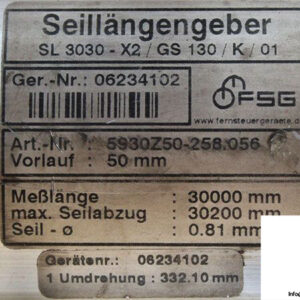 Seillängengeber
SL 3030 - X2 / GS 130 / K / 01
Ger.-Nr.: 06234102
FSG
www.fernsteuergeraete.de
Art.-Nr. : 5930Z50-258.056
Vorlauf : 50 mm
Meßlänge : 30000 mm
max. Seilabzug : 30200 mm
Seil - ø : 0.81 mm
Gerätenr.: 06234102
1 Umdrehung : 332.10 mm